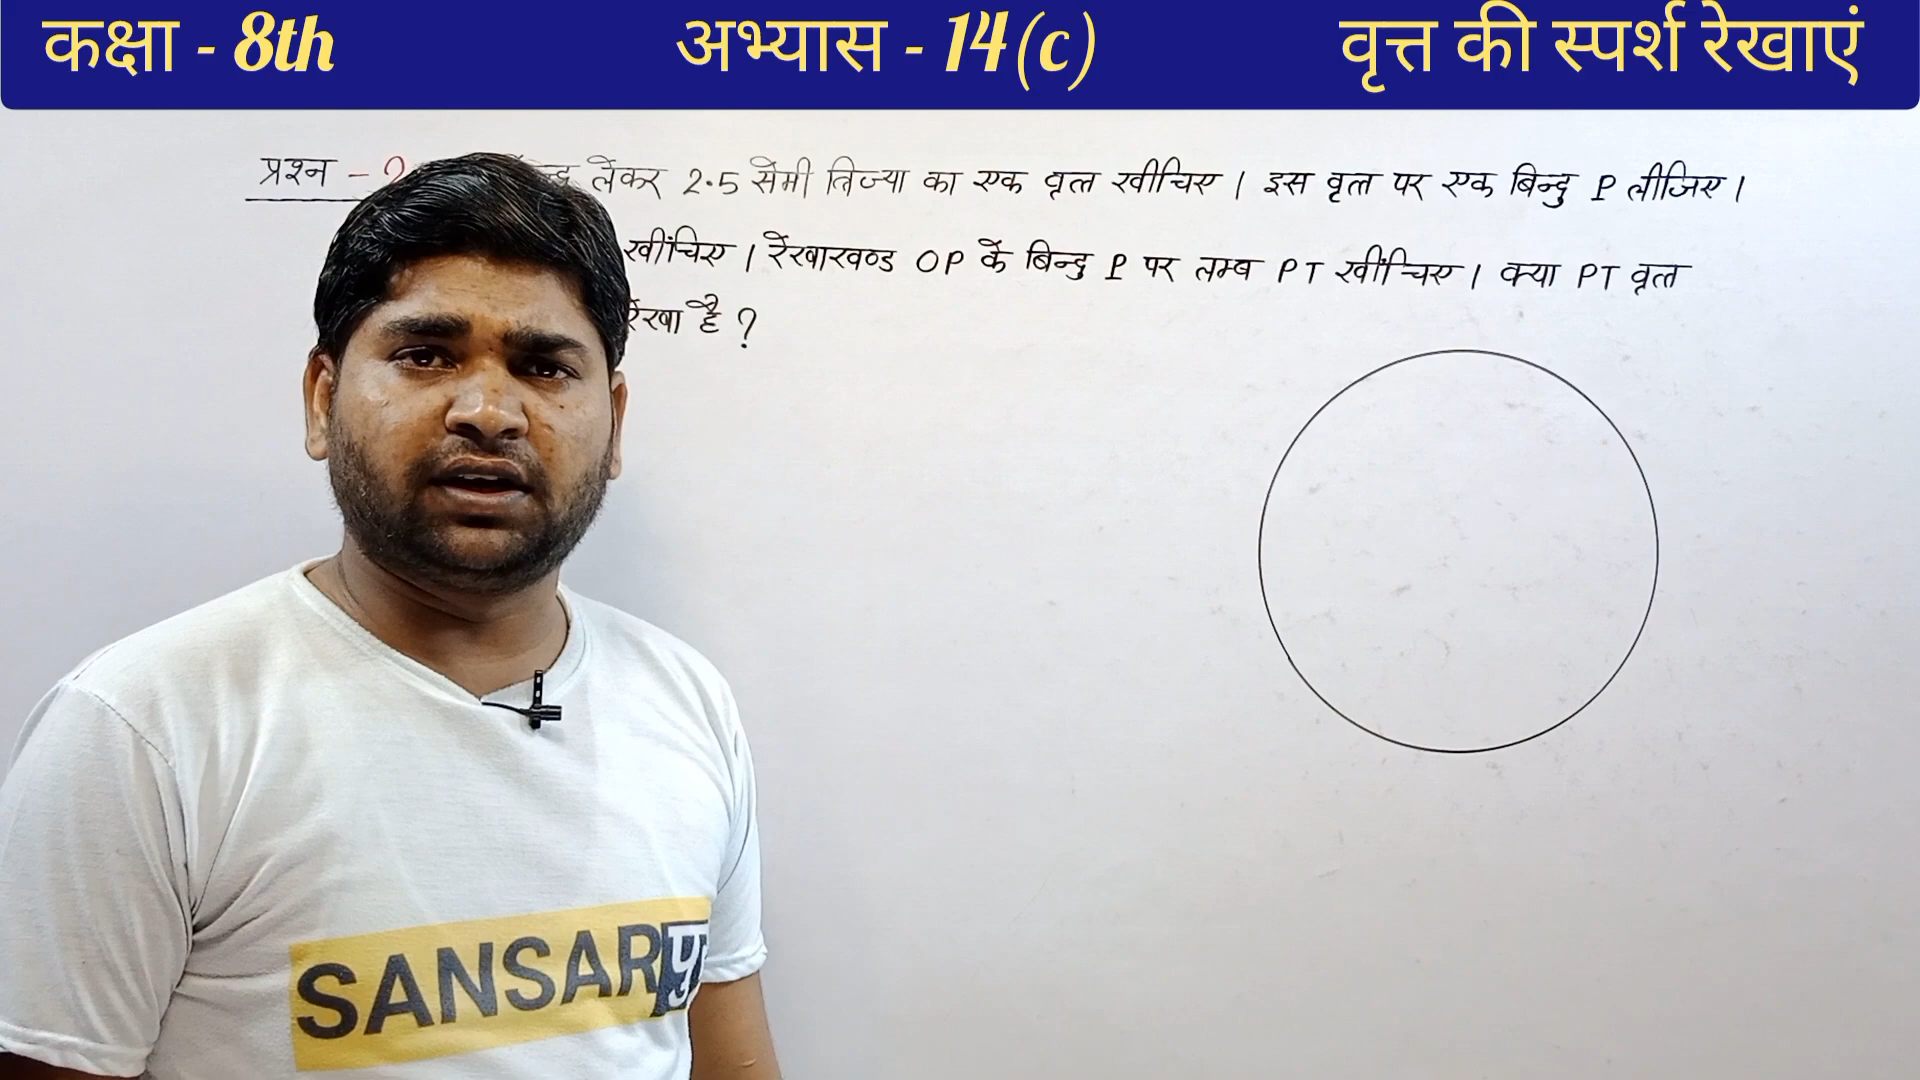 कक्षा - 8th अभ्यास - 14(c) वृत्त की स्पर्श रेखाएं
प्रश्न - 2 लेकर 2.5 सेमी त्रिज्या का एक वृत्त खीचिए । इस वृत्त पर एक बिन्दु P लीजिए ।
खींचिए । रेखाखण्ड OP के बिन्दु P पर लम्ब PT खींचिए । क्या PT वृत्त
रेखा है ?
SANSAR